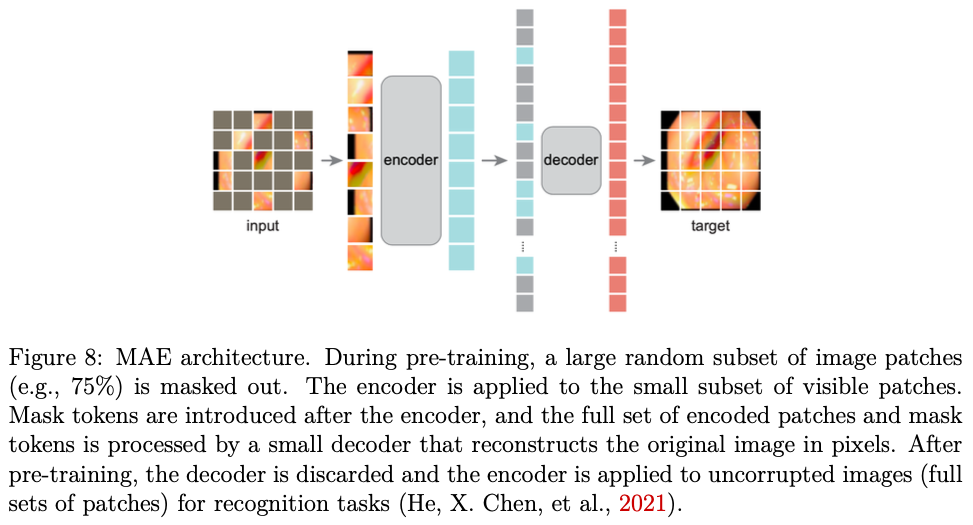 input
encoder
decoder
target
Figure 8: MAE architecture. During pre-training, a large random subset of image patches
(e.g., 75%) is masked out. The encoder is applied to the small subset of visible patches.
Mask tokens are introduced after the encoder, and the full set of encoded patches and mask
tokens is processed by a small decoder that reconstructs the original image in pixels. After
pre-training, the decoder is discarded and the encoder is applied to uncorrupted images (full
sets of patches) for recognition tasks (He, X. Chen, et al., 2021).